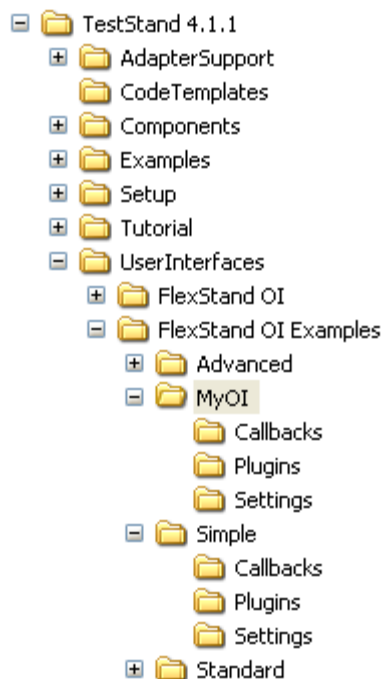 TestStand 4.1.1
AdapterSupport
CodeTemplates
Components
Examples
Setup
Tutorial
UserInterfaces
FlexStand OI
FlexStand OI Examples
Advanced
MyOI
Callbacks
Plugins
Settings
Simple
Callbacks
Plugins
Settings
Standard